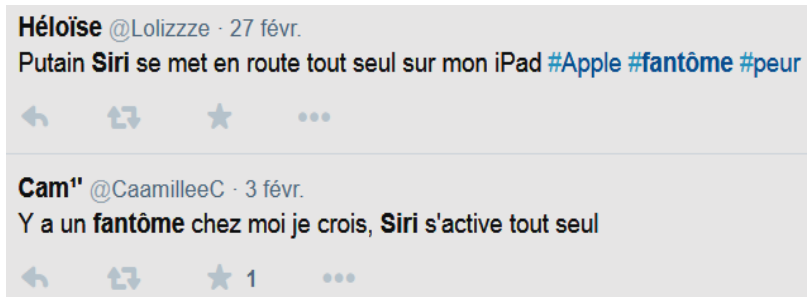 Héloïse @Lolizzze · 27 févr.
Putain Siri se met en route tout seul sur mon iPad #Apple #fantôme #peur
Cam¹' @CaamilleeC · 3 févr.
Y a un fantôme chez moi je crois, Siri s'active tout seul
1